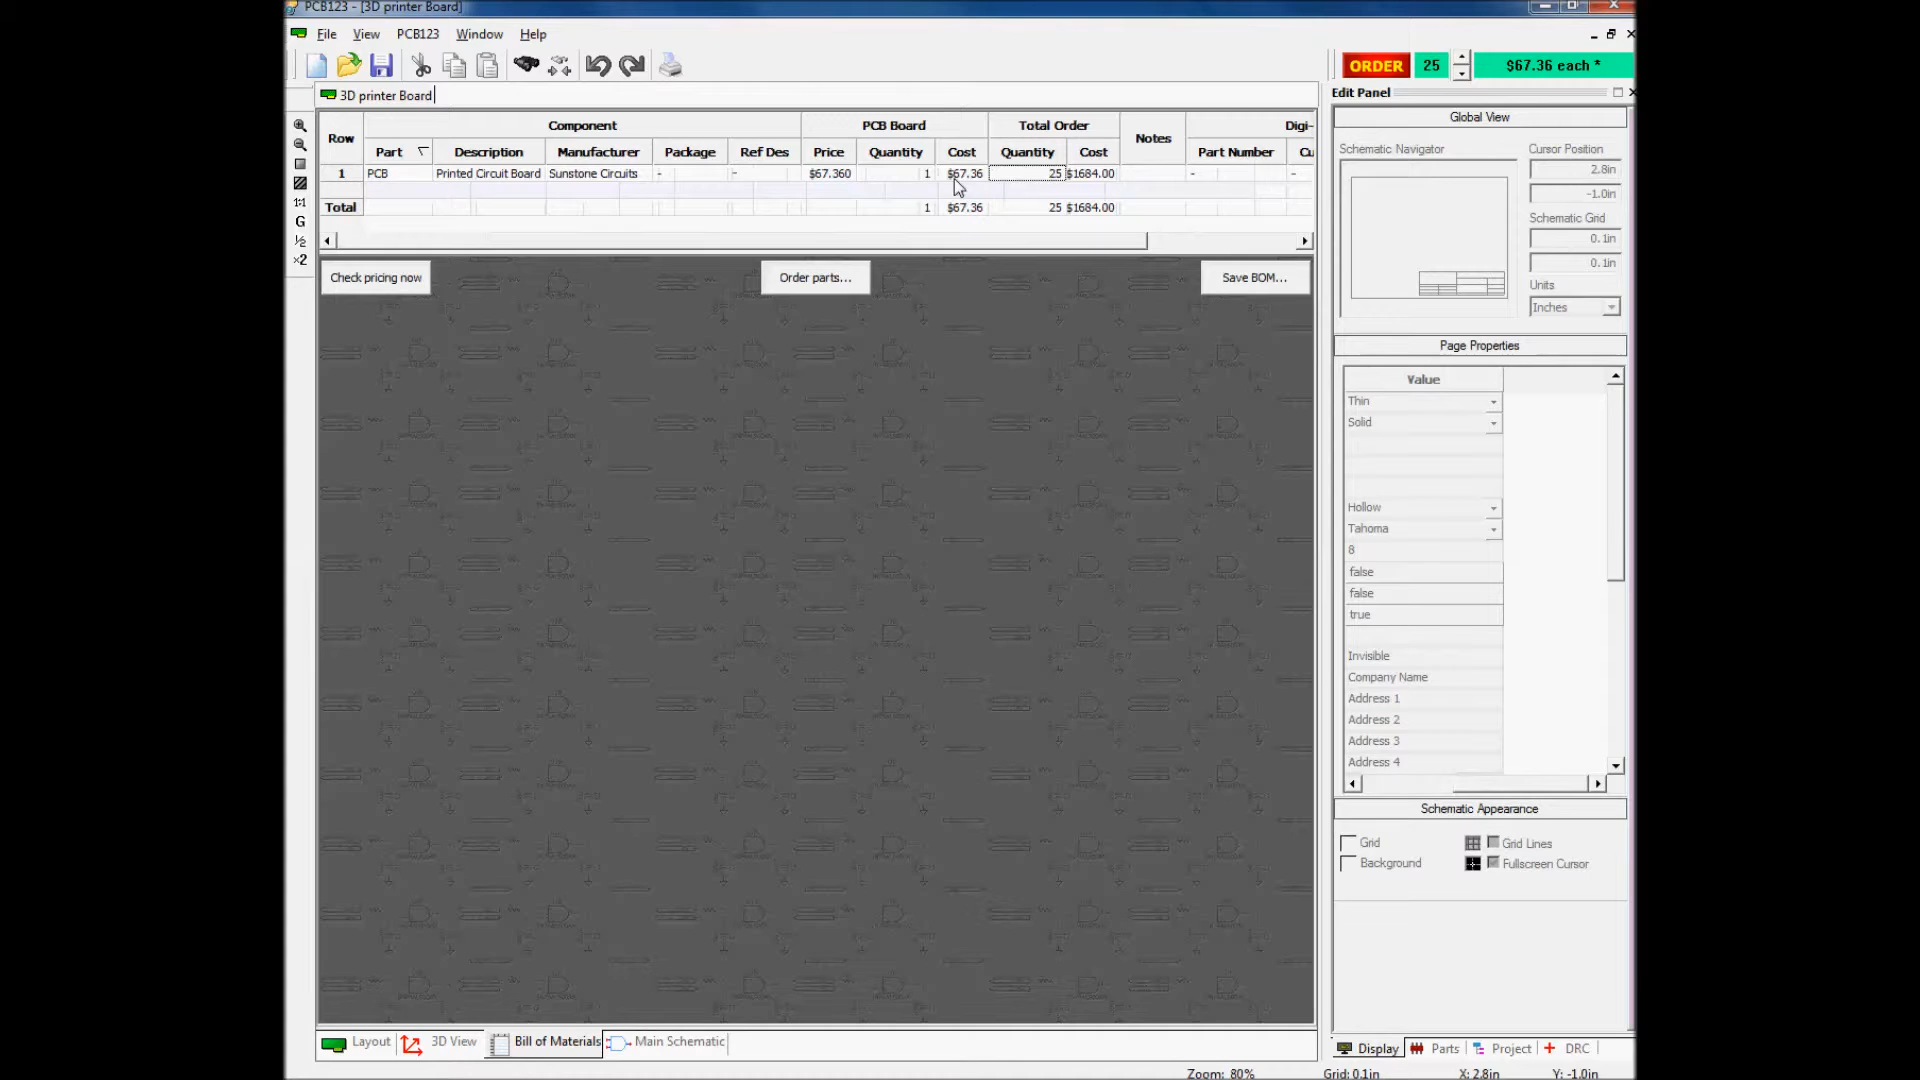 PCB123 - [3D printer Board]
File View PCB123 Window Help
ORDER 25 $67.36 each *
3D printer Board
Edit Panel
Global View
Schematic Navigator
Cursor Position
2.8in
-1.0in
Schematic Grid
0.1in
0.1in
Units
Inches
1:1
G
½
×2
Row Component PCB Board Total Order Notes Digi-
Part Description Manufacturer Package Ref Des Price Quantity Cost Quantity Cost Part Number Cu
1 PCB Printed Circuit Board Sunstone Circuits - - $67.360 1 $67.36 25 $1684.00 - -
Total 1 $67.36 25 $1684.00
Check pricing now Order parts... Save BOM...
Page Properties
Value
Thin
Solid
Hollow
Tahoma
8
false
false
true
Invisible
Company Name
Address 1
Address 2
Address 3
Address 4
Schematic Appearance
Grid Grid Lines
Background Fullscreen Cursor
Layout 3D View Bill of Materials Main Schematic
Display Parts Project DRC
Zoom: 80% Grid: 0.1in X: 2.8in Y: -1.0in